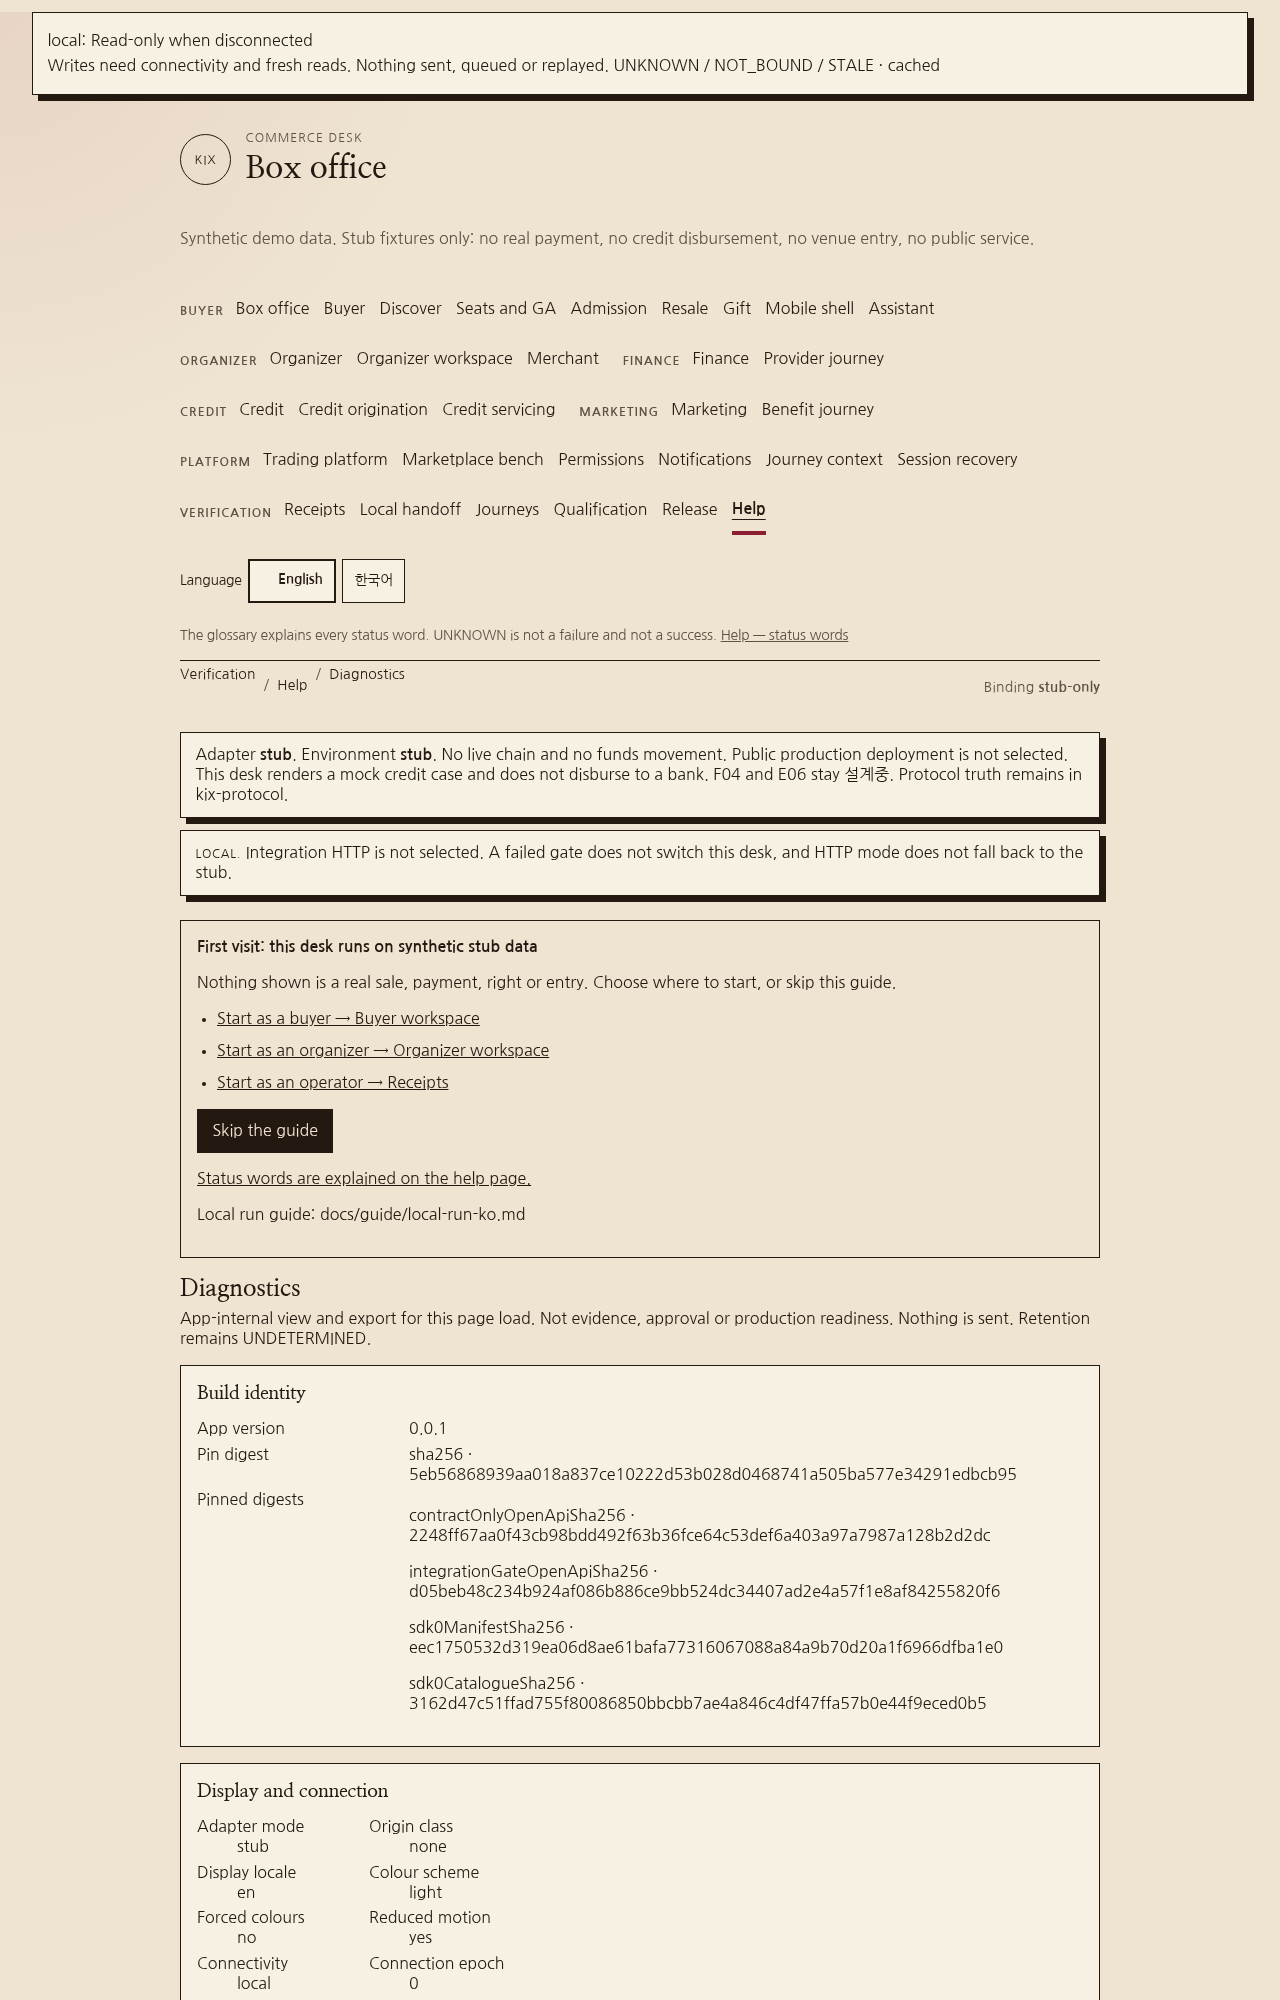 local: Read-only when disconnected
Writes need connectivity and fresh reads. Nothing sent, queued or replayed. UNKNOWN / NOT_BOUND / STALE · cached
KIX
COMMERCE DESK
Box office
Synthetic demo data. Stub fixtures only: no real payment, no credit disbursement, no venue entry, no public service.
BUYER Box office Buyer Discover Seats and GA Admission Resale Gift Mobile shell Assistant
ORGANIZER Organizer Organizer workspace Merchant FINANCE Finance Provider journey
CREDIT Credit Credit origination Credit servicing MARKETING Marketing Benefit journey
PLATFORM Trading platform Marketplace bench Permissions Notifications Journey context Session recovery
VERIFICATION Receipts Local handoff Journeys Qualification Release Help
Language English 한국어
The glossary explains every status word. UNKNOWN is not a failure and not a success. Help — status words
Verification / Help / Diagnostics
Binding stub-only
Adapter stub. Environment stub. No live chain and no funds movement. Public production deployment is not selected.
This desk renders a mock credit case and does not disburse to a bank. F04 and E06 stay 설계중. Protocol truth remains in
kix-protocol.
LOCAL. Integration HTTP is not selected. A failed gate does not switch this desk, and HTTP mode does not fall back to the
stub.
First visit: this desk runs on synthetic stub data
Nothing shown is a real sale, payment, right or entry. Choose where to start, or skip this guide.
• Start as a buyer → Buyer workspace
• Start as an organizer → Organizer workspace
• Start as an operator → Receipts
Skip the guide
Status words are explained on the help page.
Local run guide: docs/guide/local-run-ko.md
Diagnostics
App-internal view and export for this page load. Not evidence, approval or production readiness. Nothing is sent. Retention
remains UNDETERMINED.
Build identity
App version 0.0.1
Pin digest sha256 ·
5eb56868939aa018a837ce10222d53b028d0468741a505ba577e34291edbcb95
Pinned digests
contractOnlyOpenApiSha256 ·
2248ff67aa0f43cb98bdd492f63b36fce64c53def6a403a97a7987a128b2d2dc
integrationGateOpenApiSha256 ·
d05beb48c234b924af086b886ce9bb524dc34407ad2e4a57f1e8af84255820f6
sdk0ManifestSha256 ·
eec1750532d319ea06d8ae61bafa77316067088a84a9b70d20a1f6966dfba1e0
sdk0CatalogueSha256 ·
3162d47c51ffad755f80086850bbcbb7ae4a846c4df47ffa57b0e44f9eced0b5
Display and connection
Adapter mode Origin class
stub none
Display locale Colour scheme
en light
Forced colours Reduced motion
no yes
Connectivity Connection epoch
local 0